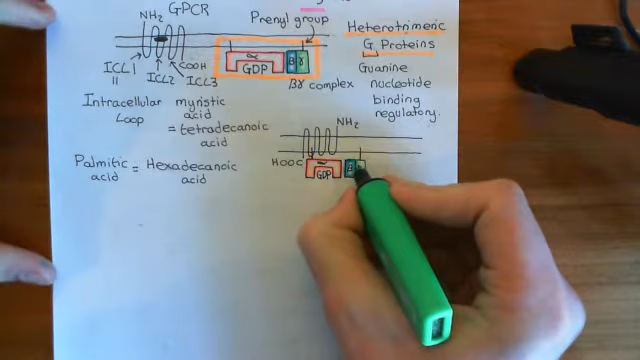 NH2 GPCR
Prenyl group
Heterotrimeric
G Proteins
Guanine
nucleotide
binding
regulatory.
COOH
ICL1
ICL2
ICL3
α
GDP
β γ
βγ complex
II
Intracellular
Loop
myristic
acid
= tetradecanoic
acid
Palmitic = Hexadecanoic
acid acid
NH2
HOOC
α
GDP
β